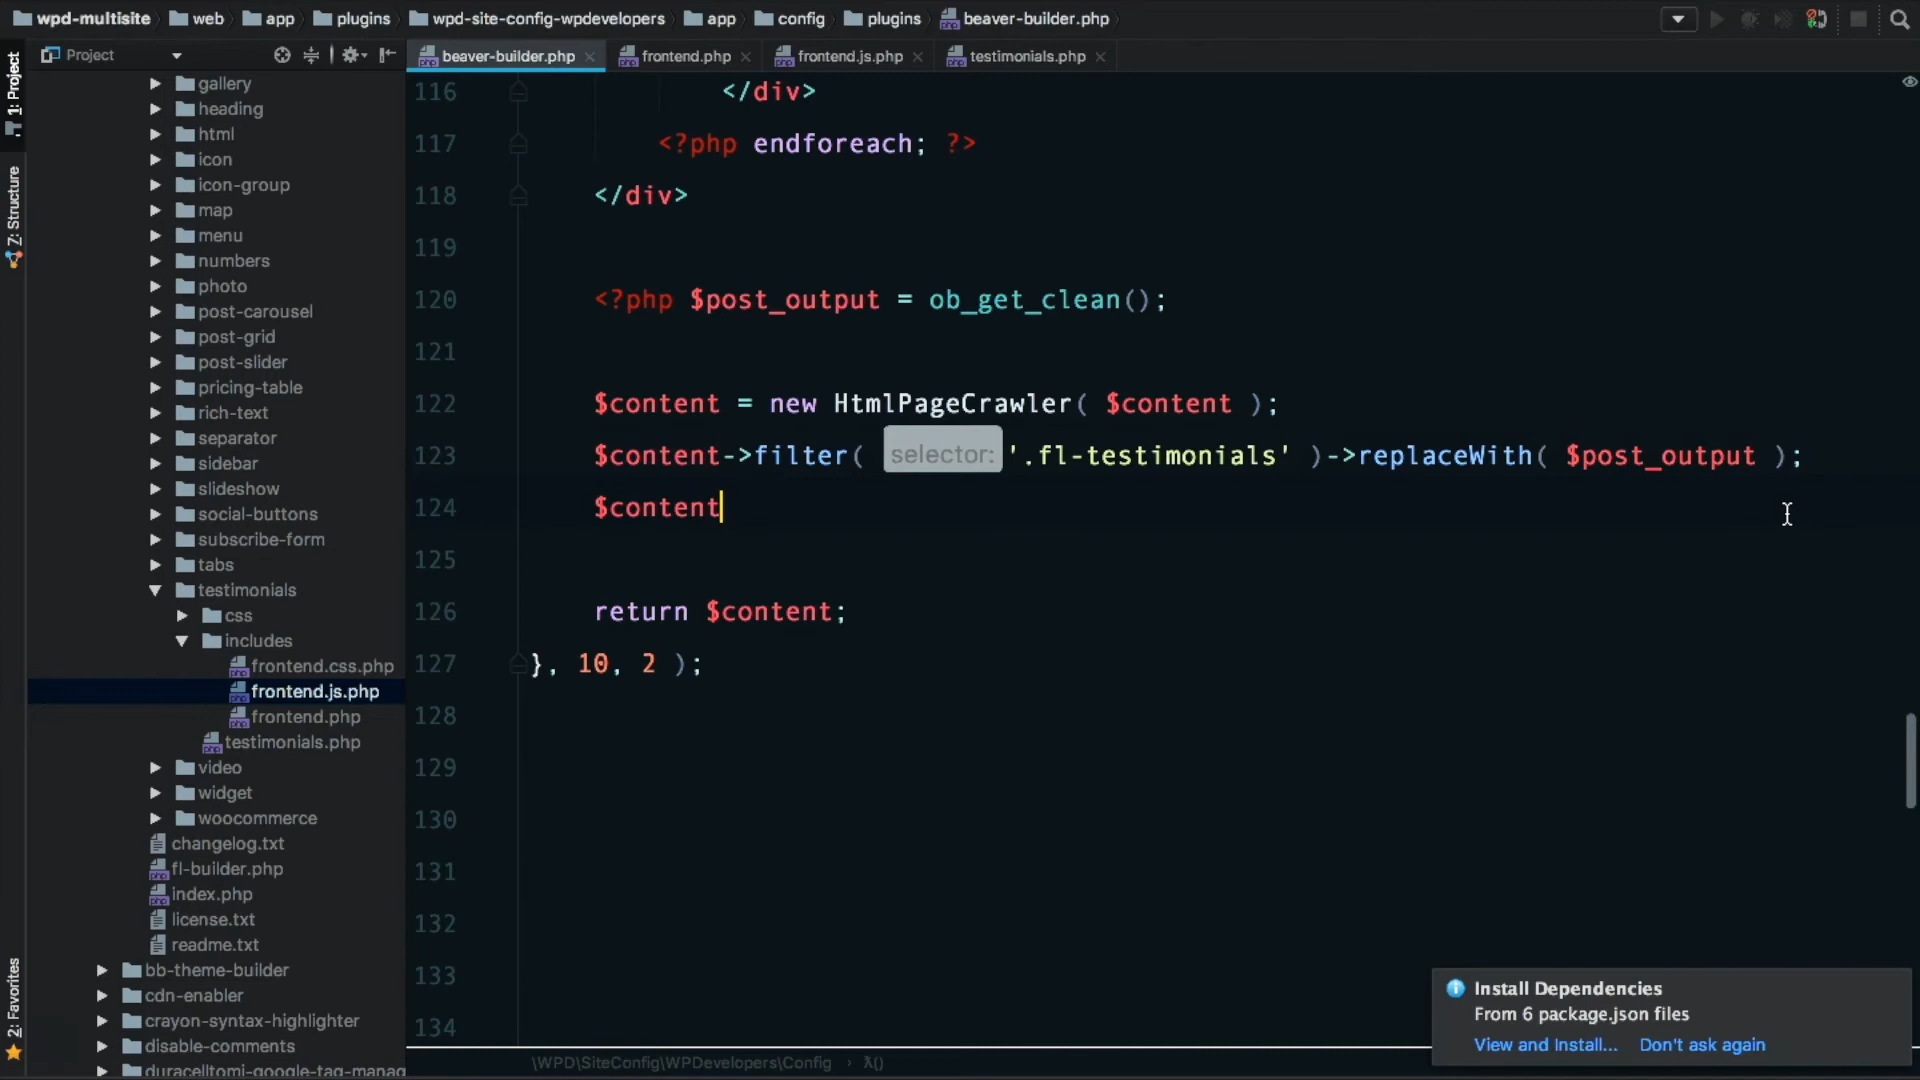 wpd-multisite web app plugins wpd-site-config-wpdevelopers app config plugins beaver-builder.php
Project
beaver-builder.php frontend.php frontend.js.php testimonials.php
1: Project
Z: Structure
2: Favorites
gallery
heading
html
icon
icon-group
map
menu
numbers
photo
post-carousel
post-grid
post-slider
pricing-table
rich-text
separator
sidebar
slideshow
social-buttons
subscribe-form
tabs
testimonials
css
includes
frontend.css.php
frontend.js.php
frontend.php
testimonials.php
video
widget
woocommerce
changelog.txt
fl-builder.php
index.php
license.txt
readme.txt
bb-theme-builder
cdn-enabler
crayon-syntax-highlighter
disable-comments
duracelltomi-google-tag-manag
116 </div>
117 <?php endforeach; ?>
118 </div>
119
120 <?php $post_output = ob_get_clean();
121
122 $content = new HtmlPageCrawler( $content );
123 $content->filter( selector: '.fl-testimonials' )->replaceWith( $post_output );
124 $content
125
126 return $content;
127 }, 10, 2 );
128
129
130
131
132
133
134
Install Dependencies
From 6 package.json files
View and Install... Don't ask again
\WPD\SiteConfig\WPDevelopers\Config › λ()